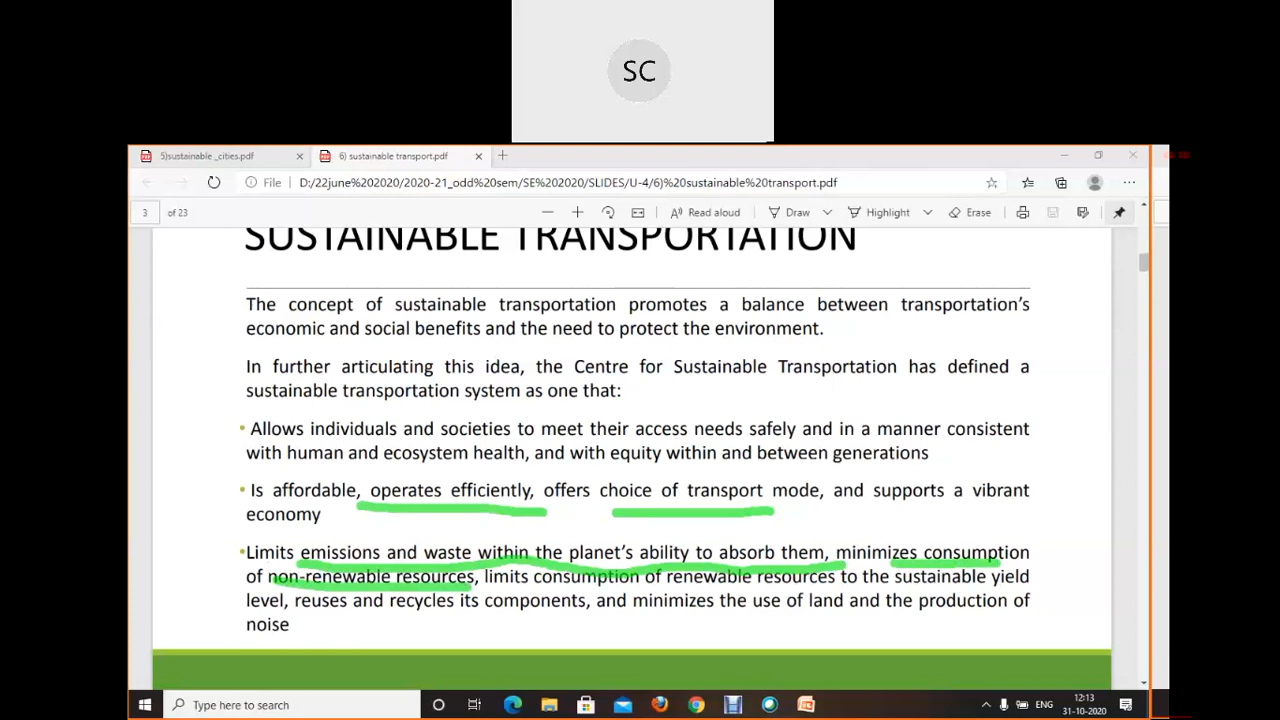 SC
5)sustainable _cities.pdf
6) sustainable transport.pdf
File D:/22june%202020/2020-21_odd%20sem/SE%202020/SLIDES/U-4/6)%20sustainable%20transport.pdf
3 of 23 Read aloud Draw Highlight Erase
SUSTAINABLE TRANSPORTATION
The concept of sustainable transportation promotes a balance between transportation’s
economic and social benefits and the need to protect the environment.
In further articulating this idea, the Centre for Sustainable Transportation has defined a
sustainable transportation system as one that:
• Allows individuals and societies to meet their access needs safely and in a manner consistent
with human and ecosystem health, and with equity within and between generations
• Is affordable, operates efficiently, offers choice of transport mode, and supports a vibrant
economy
•Limits emissions and waste within the planet’s ability to absorb them, minimizes consumption
of non-renewable resources, limits consumption of renewable resources to the sustainable yield
level, reuses and recycles its components, and minimizes the use of land and the production of
noise
Type here to search
ENG
12:13
31-10-2020